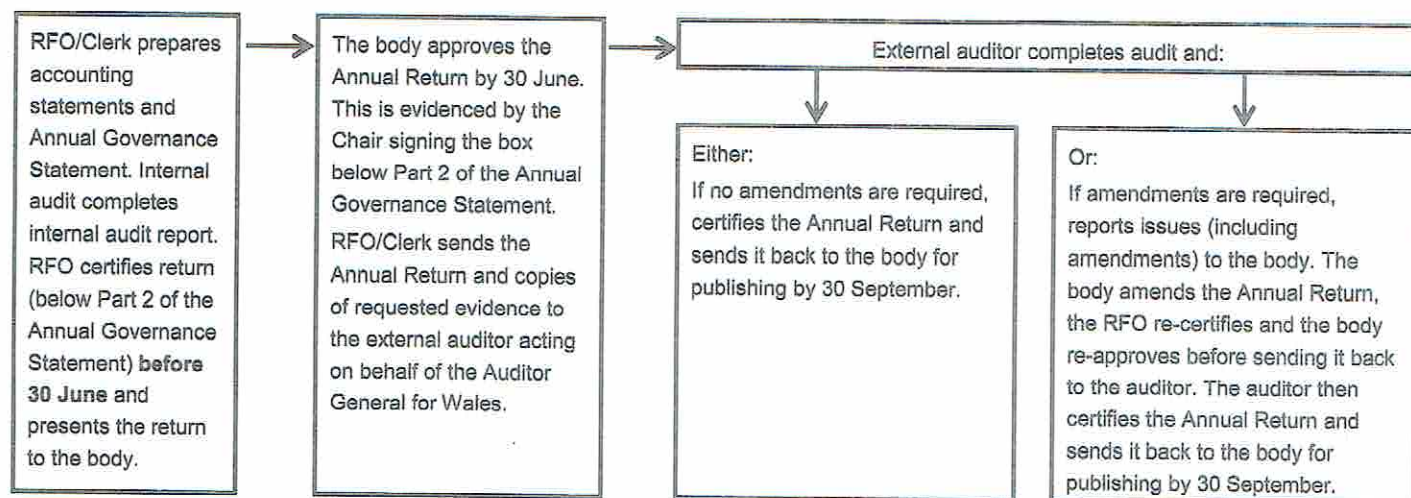 RFO/Clerk prepares
accounting
statements and
Annual Governance
Statement. Internal
audit completes
internal audit report.
RFO certifies return
(below Part 2 of the
Annual Governance
Statement) before
30 June and
presents the return
to the body.
The body approves the
Annual Return by 30 June.
This is evidenced by the
Chair signing the box
below Part 2 of the Annual
Governance Statement.
RFO/Clerk sends the
Annual Return and copies
of requested evidence to
the external auditor acting
on behalf of the Auditor
General for Wales.
External auditor completes audit and:
Either:
If no amendments are required,
certifies the Annual Return and
sends it back to the body for
publishing by 30 September.
Or:
If amendments are required,
reports issues (including
amendments) to the body. The
body amends the Annual Return,
the RFO re-certifies and the body
re-approves before sending it back
to the auditor. The auditor then
certifies the Annual Return and
sends it back to the body for
publishing by 30 September.